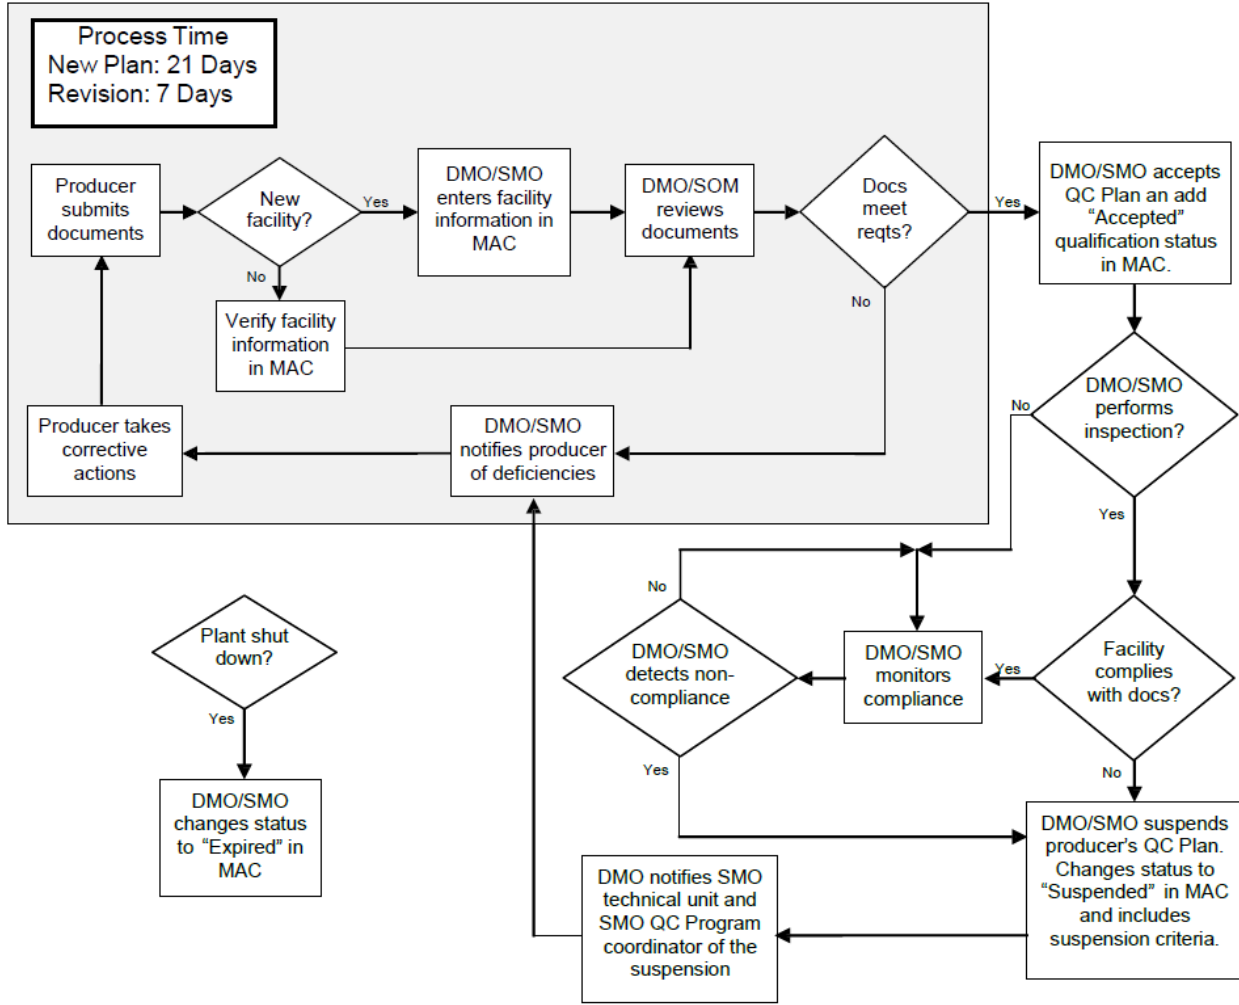 Process Time
New Plan: 21 Days
Revision: 7 Days
Producer
submits
documents
New
facility?
Yes
DMO/SMO
enters facility
information in
MAC
DMO/SOM
reviews
documents
Docs
meet
reqts?
Yes
DMO/SMO accepts
QC Plan an add
“Accepted”
qualification status
in MAC.
No
Verify facility
information
in MAC
No
Producer takes
corrective
actions
DMO/SMO
notifies producer
of deficiencies
DMO/SMO
performs
inspection?
No
Yes
Plant shut
down?
Yes
DMO/SMO
changes status
to “Expired” in
MAC
No
DMO/SMO
detects non-
compliance
Yes
DMO/SMO
monitors
compliance
Yes
Facility
complies
with docs?
No
DMO/SMO suspends
producer's QC Plan.
Changes status to
“Suspended” in MAC
and includes
suspension criteria.
DMO notifies SMO
technical unit and
SMO QC Program
coordinator of the
suspension